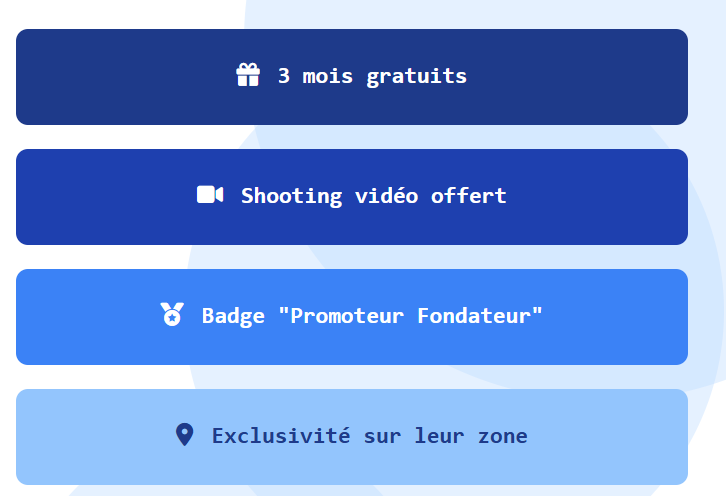 3 mois gratuits
Shooting vidéo offert
Badge "Promoteur Fondateur"
Exclusivité sur leur zone